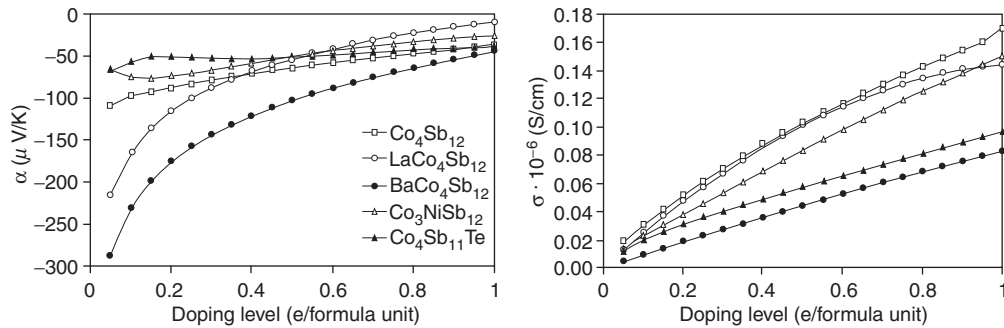 0
−50
−100
−150
−200
−250
−300
α (μ V/K)
0 0.2 0.4 0.6 0.8 1
Doping level (e/formula unit)
Co₄Sb₁₂
LaCo₄Sb₁₂
BaCo₄Sb₁₂
Co₃NiSb₁₂
Co₄Sb₁₁Te
0.18
0.16
0.14
0.12
0.10
0.08
0.06
0.04
0.02
0.00
σ · 10⁻⁶ (S/cm)
0 0.2 0.4 0.6 0.8 1
Doping level (e/formula unit)